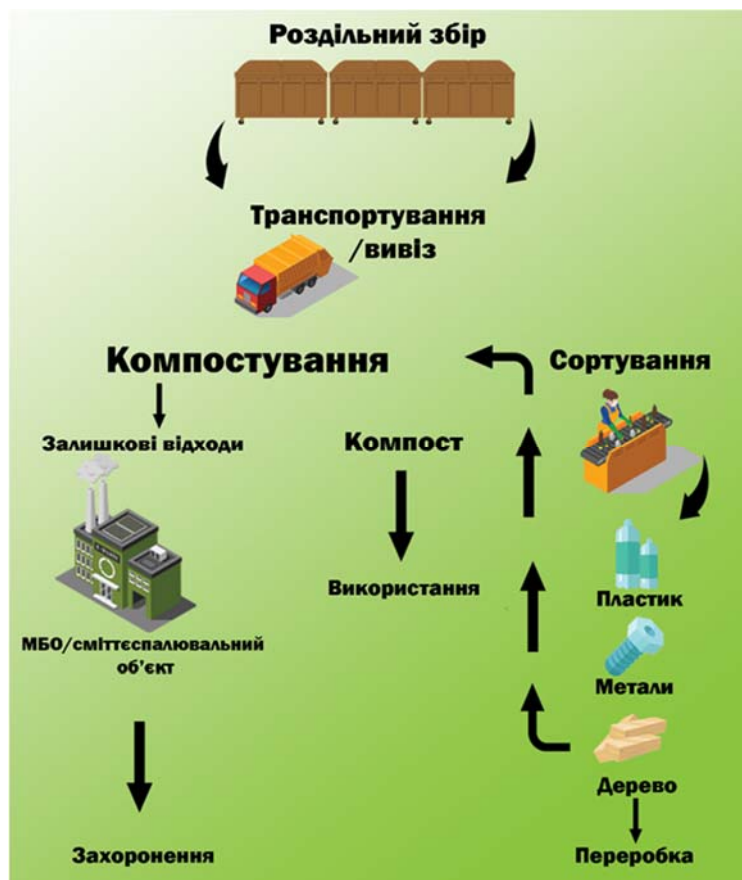 Роздільний збір
Транспортування
/вивіз
Компостування
Сортування
Залишкові відходи
Компост
Використання
Пластик
МБО/сміттєспалювальний
об'єкт
Метали
Дерево
Захоронення
Переробка